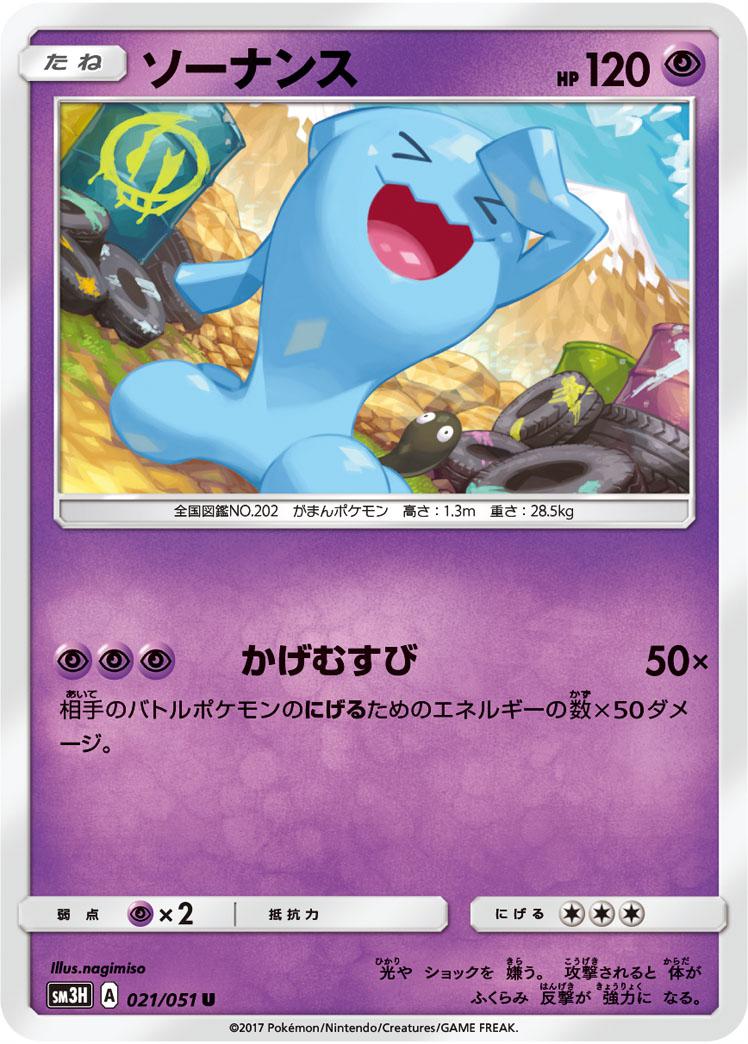 たね ソーナンス HP 120
全国図鑑NO.202 がまんポケモン 高さ：1.3m 重さ：28.5kg
かげむすび 50×
相手のバトルポケモンのにげるためのエネルギーの数×50ダメ
ージ。
弱点 ×2 抵抗力 にげる
Illus.nagimiso
光や ショックを 嫌う。 攻撃されると 体が
ふくらみ 反撃が 強力に なる。
SM3H A 021/051 U
©2017 Pokémon/Nintendo/Creatures/GAME FREAK.